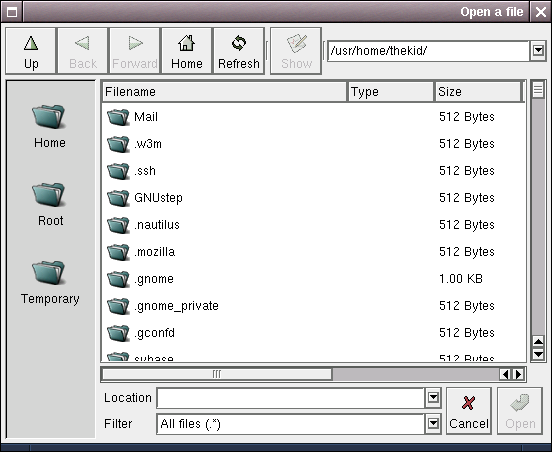 Open a file
Up Back Forward Home Refresh Show /usr/home/thekid/
Filename Type Size
Home
Root
Temporary
Mail 512 Bytes
.w3m 512 Bytes
.ssh 512 Bytes
GNUstep 512 Bytes
.nautilus 512 Bytes
.mozilla 512 Bytes
.gnome 1.00 KB
.gnome_private 512 Bytes
.gconfd 512 Bytes
sybase 512 Bytes
Location
Filter All files (.*)
Cancel Open